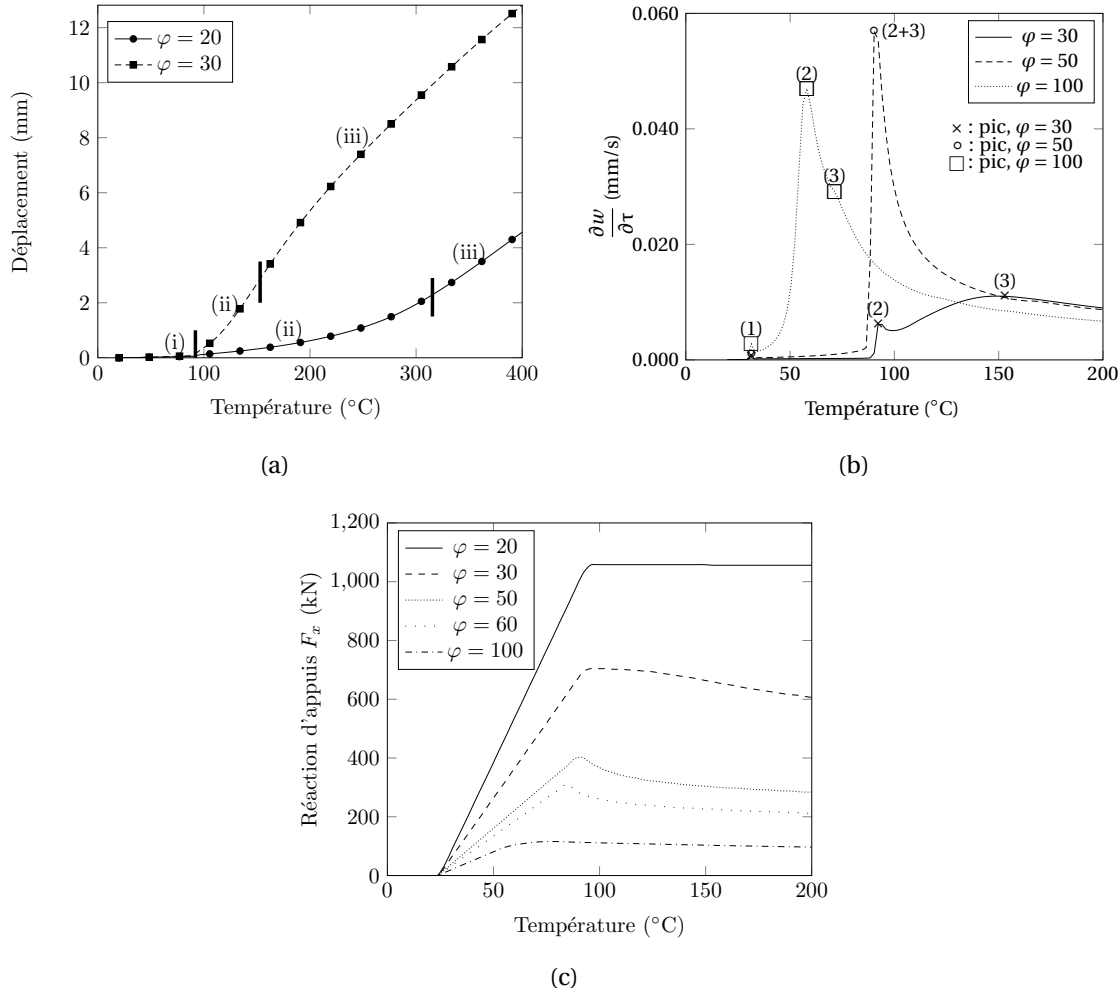 12
10
8
6
4
2
0
Déplacement (mm)
φ = 20
φ = 30
(i)
(ii)
(iii)
(ii)
(iii)
0 100 200 300 400
Température (°C)
(a)
0.060
0.040
0.020
0.000
∂w/∂τ (mm/s)
(2+3)
(2)
(3)
(1)
(2)
(3)
φ = 30
φ = 50
φ = 100
× : pic, φ = 30
: pic, φ = 50
: pic, φ = 100
0 50 100 150 200
Température (°C)
(b)
1,200
1,000
800
600
400
200
0
Réaction d'appuis Fx (kN)
φ = 20
φ = 30
φ = 50
φ = 60
φ = 100
0 50 100 150 200
Température (°C)
(c)